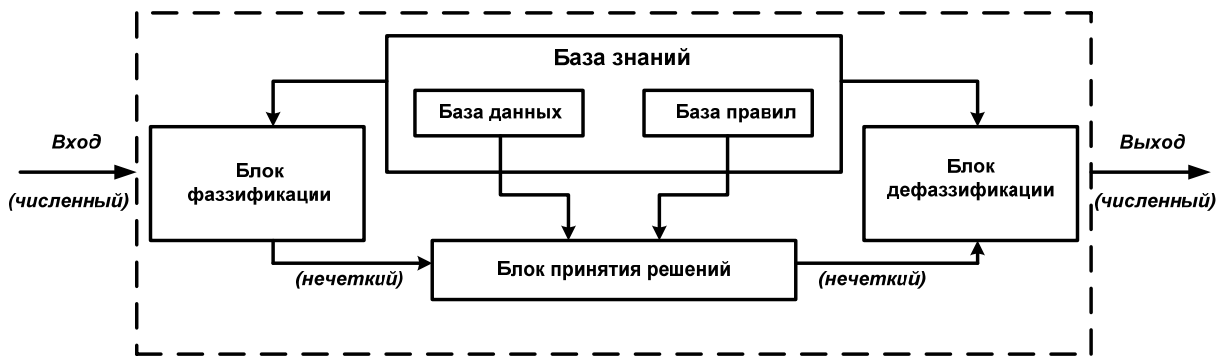 База знаний
База данных
База правил
Вход
(численный)
Блок
фаззификации
Блок
дефаззификации
Выход
(численный)
(нечеткий)
Блок принятия решений
(нечеткий)